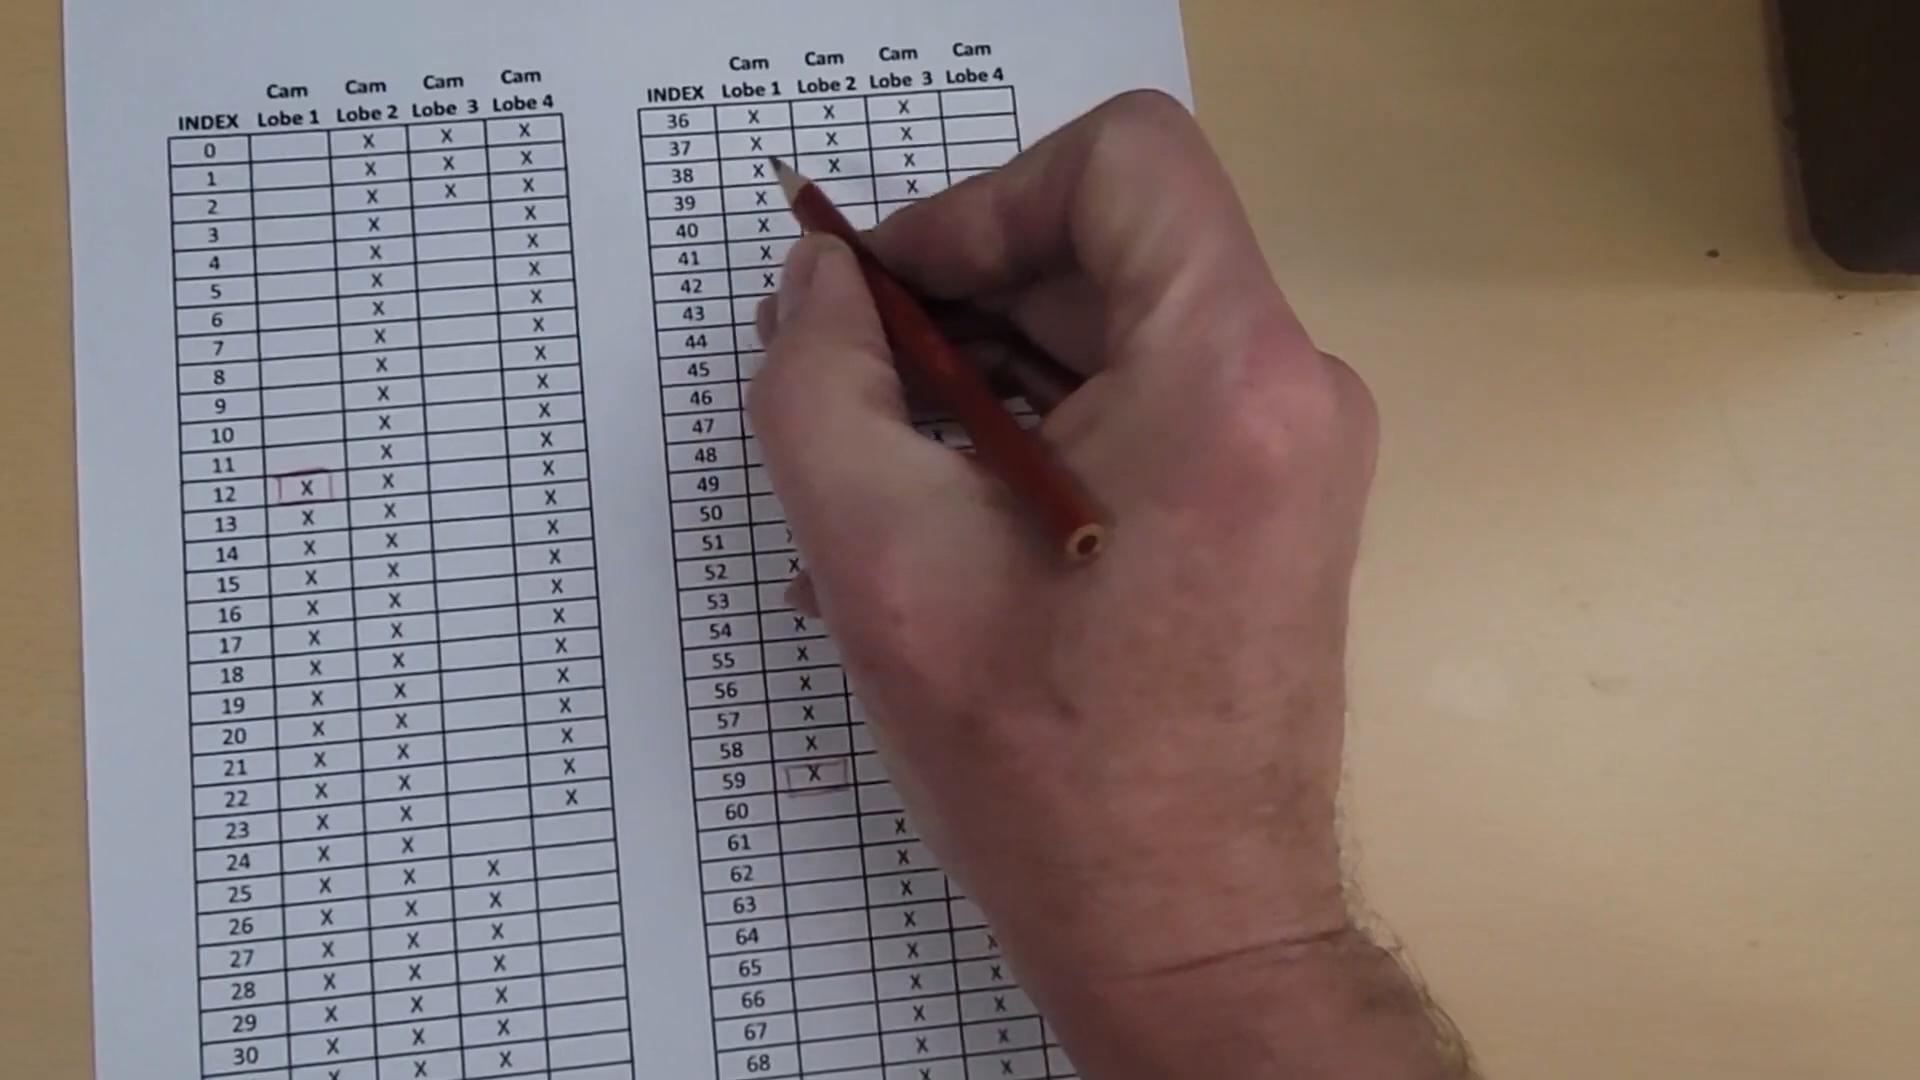 Cam Cam Cam Cam
INDEX Lobe 1 Lobe 2 Lobe 3 Lobe 4
0 X X X
1 X X X
2 X X X
3 X X
4 X X
5 X X
6 X X
7 X X
8 X X
9 X X
10 X X
11 X X
12 X X X
13 X X X
14 X X X
15 X X X
16 X X X
17 X X X
18 X X X
19 X X X
20 X X X
21 X X X
22 X X X
23 X X X
24 X X
25 X X X
26 X X X
27 X X X
28 X X X
29 X X X
30 X X X
X X X
Cam Cam Cam Cam
INDEX Lobe 1 Lobe 2 Lobe 3 Lobe 4
36 X X X
37 X X X
38 X X X
39 X X
40 X
41 X
42 X
43
44
45
46
47
48 X
49
50
51
52 X
53
54 X
55 X
56 X
57 X
58 X
59 X
60
61 X
62 X
63 X
64 X
65 X X
66 X X
67 X X
68 X X
X X